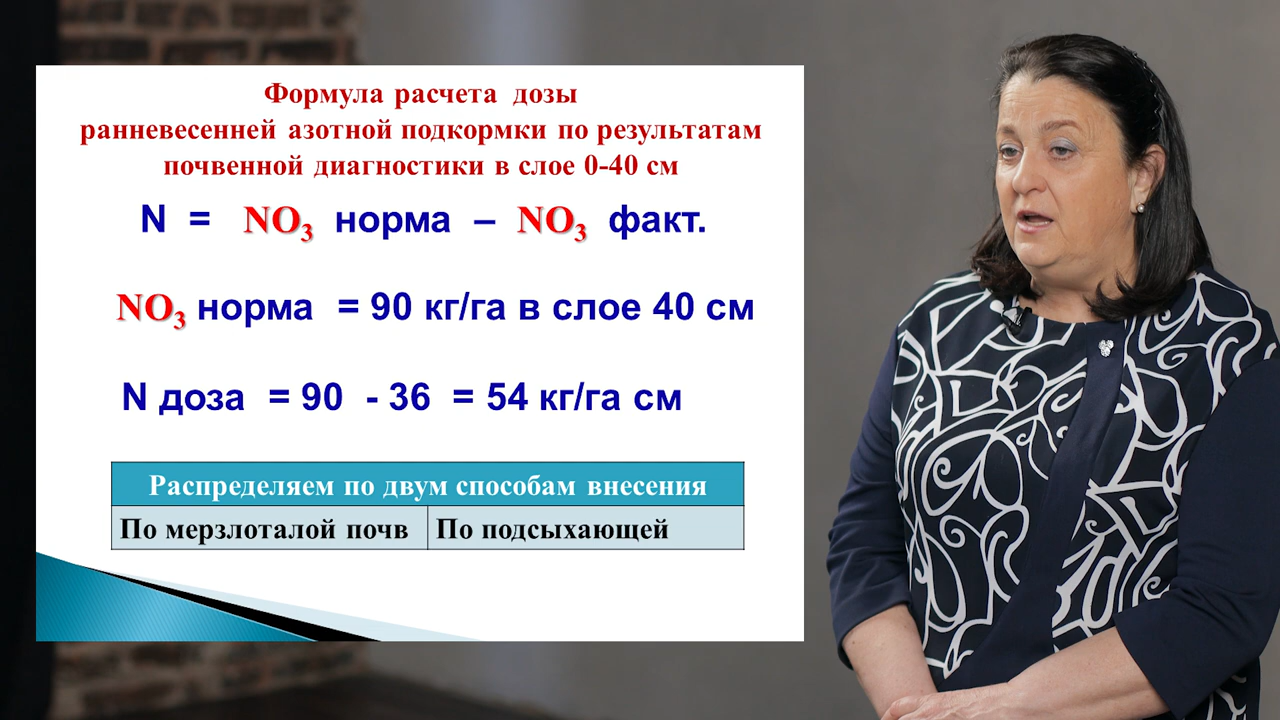 Формула расчета дозы
ранневесенней азотной подкормки по результатам
почвенной диагностики в слое 0-40 см
N = NO₃ норма – NO₃ факт.
NO₃ норма = 90 кг/га в слое 40 см
N доза = 90 - 36 = 54 кг/га см
Распределяем по двум способам внесения
По мерзлоталой почв По подсыхающей